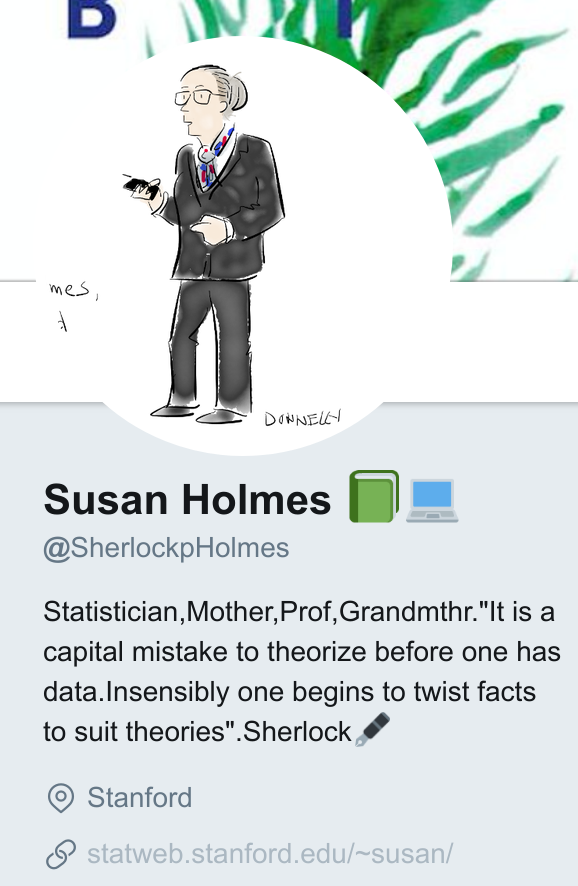 B
mes,
DONNELLY
Susan Holmes
@SherlockpHolmes
Statistician,Mother,Prof,Grandmthr."It is a
capital mistake to theorize before one has
data.Insensibly one begins to twist facts
to suit theories".Sherlock
Stanford
statweb.stanford.edu/~susan/